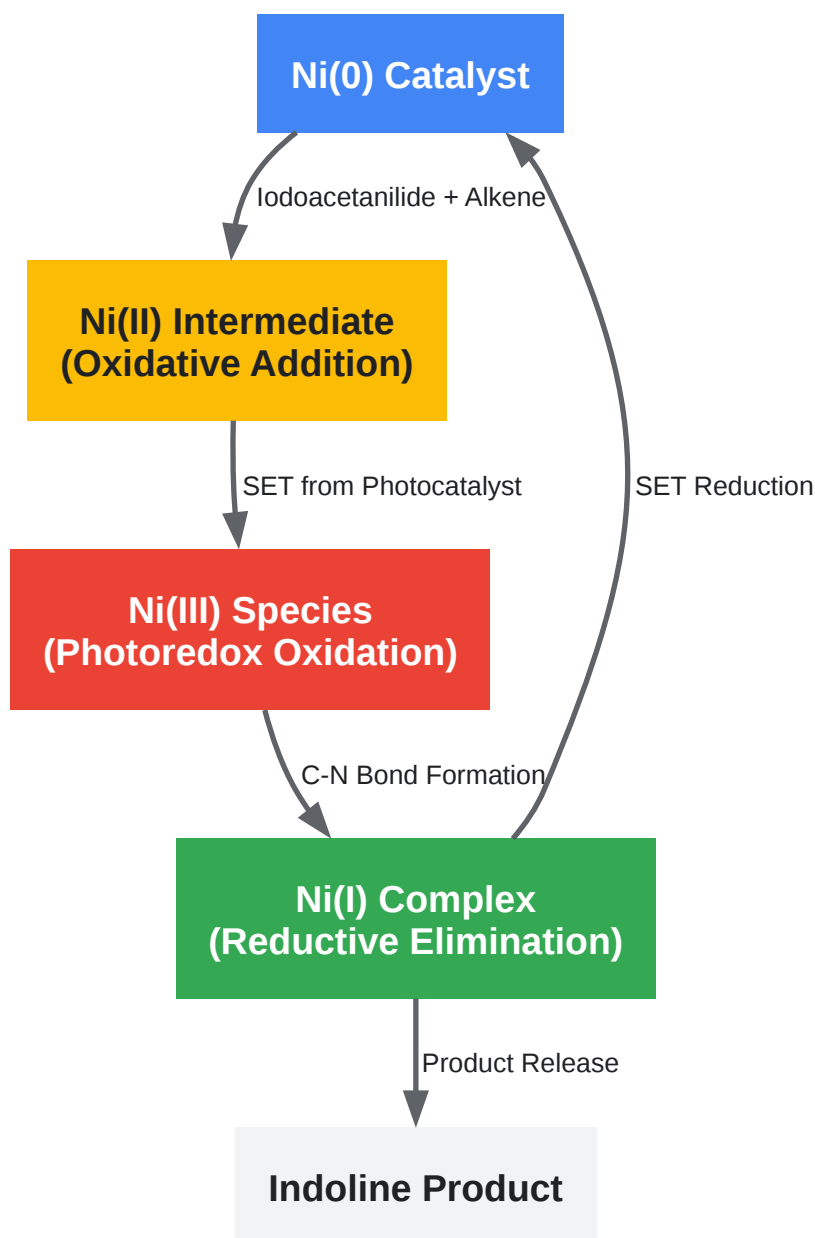 Ni(0) Catalyst
Iodoacetanilide + Alkene
Ni(II) Intermediate
(Oxidative Addition)
SET from Photocatalyst
SET Reduction
Ni(III) Species
(Photoredox Oxidation)
C-N Bond Formation
Ni(I) Complex
(Reductive Elimination)
Product Release
Indoline Product